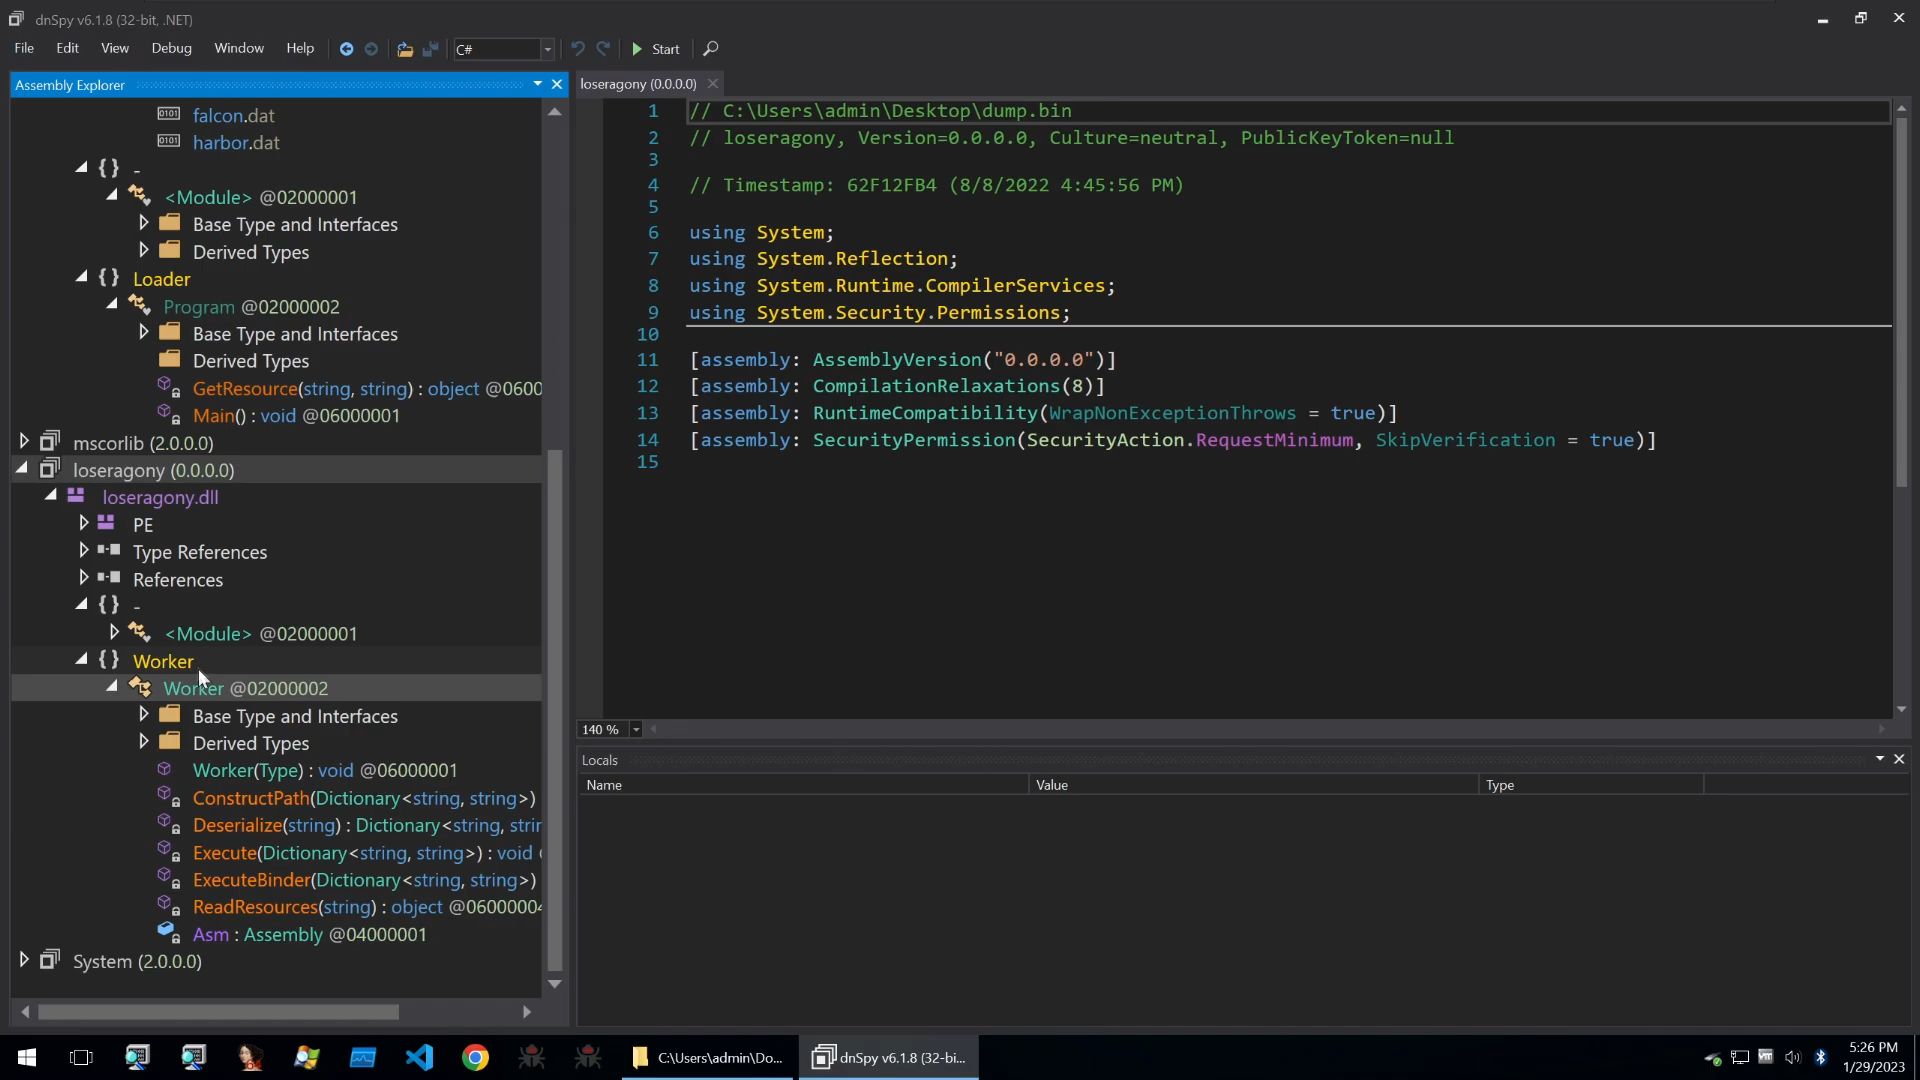 dnSpy v6.1.8 (32-bit, .NET)
File Edit View Debug Window Help C# Start
Assembly Explorer
falcon.dat
harbor.dat
{ } -
<Module> @02000001
Base Type and Interfaces
Derived Types
{ } Loader
Program @02000002
Base Type and Interfaces
Derived Types
GetResource(string, string) : object @0600
Main() : void @06000001
mscorlib (2.0.0.0)
loseragony (0.0.0.0)
loseragony.dll
PE
Type References
References
{ } -
<Module> @02000001
{ } Worker
Worker @02000002
Base Type and Interfaces
Derived Types
Worker(Type) : void @06000001
ConstructPath(Dictionary<string, string>)
Deserialize(string) : Dictionary<string, strin
Execute(Dictionary<string, string>) : void
ExecuteBinder(Dictionary<string, string>)
ReadResources(string) : object @06000004
Asm : Assembly @04000001
System (2.0.0.0)
loseragony (0.0.0.0)
1 // C:\Users\admin\Desktop\dump.bin
2 // loseragony, Version=0.0.0.0, Culture=neutral, PublicKeyToken=null
3
4 // Timestamp: 62F12FB4 (8/8/2022 4:45:56 PM)
5
6 using System;
7 using System.Reflection;
8 using System.Runtime.CompilerServices;
9 using System.Security.Permissions;
10
11 [assembly: AssemblyVersion("0.0.0.0")]
12 [assembly: CompilationRelaxations(8)]
13 [assembly: RuntimeCompatibility(WrapNonExceptionThrows = true)]
14 [assembly: SecurityPermission(SecurityAction.RequestMinimum, SkipVerification = true)]
15
140 %
Locals
Name Value Type
C:\Users\admin\Do...
dnSpy v6.1.8 (32-bi...
5:26 PM
1/29/2023